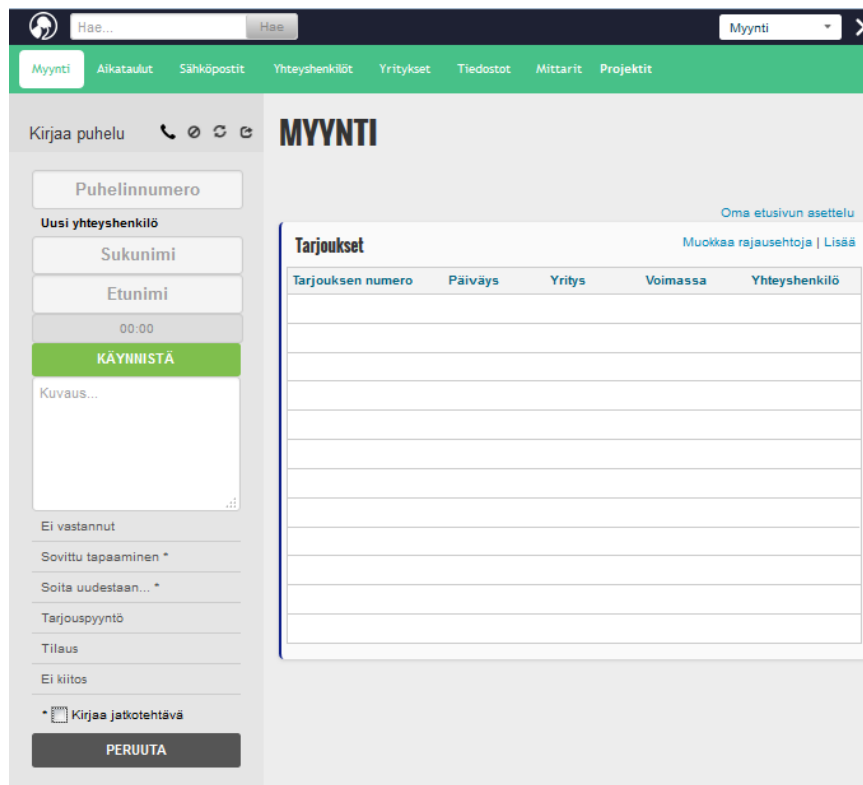 Hae... Hae Myynti
Myynti Aikataulut Sähköpostit Yhteyshenkilöt Yritykset Tiedostot Mittarit Projektit
Kirjaa puhelu
MYYNTI
Puhelinnumero
Uusi yhteyshenkilö
Sukunimi
Etunimi
00:00
KÄYNNISTÄ
Kuvaus...
Ei vastannut
Sovittu tapaaminen *
Soita uudestaan... *
Tarjouspyyntö
Tilaus
Ei kiitos
* Kirjaa jatkotehtävä
PERUUTA
Oma etusivun asettelu
Tarjoukset Muokkaa rajausehtoja | Lisää
Tarjouksen numero Päiväys Yritys Voimassa Yhteyshenkilö